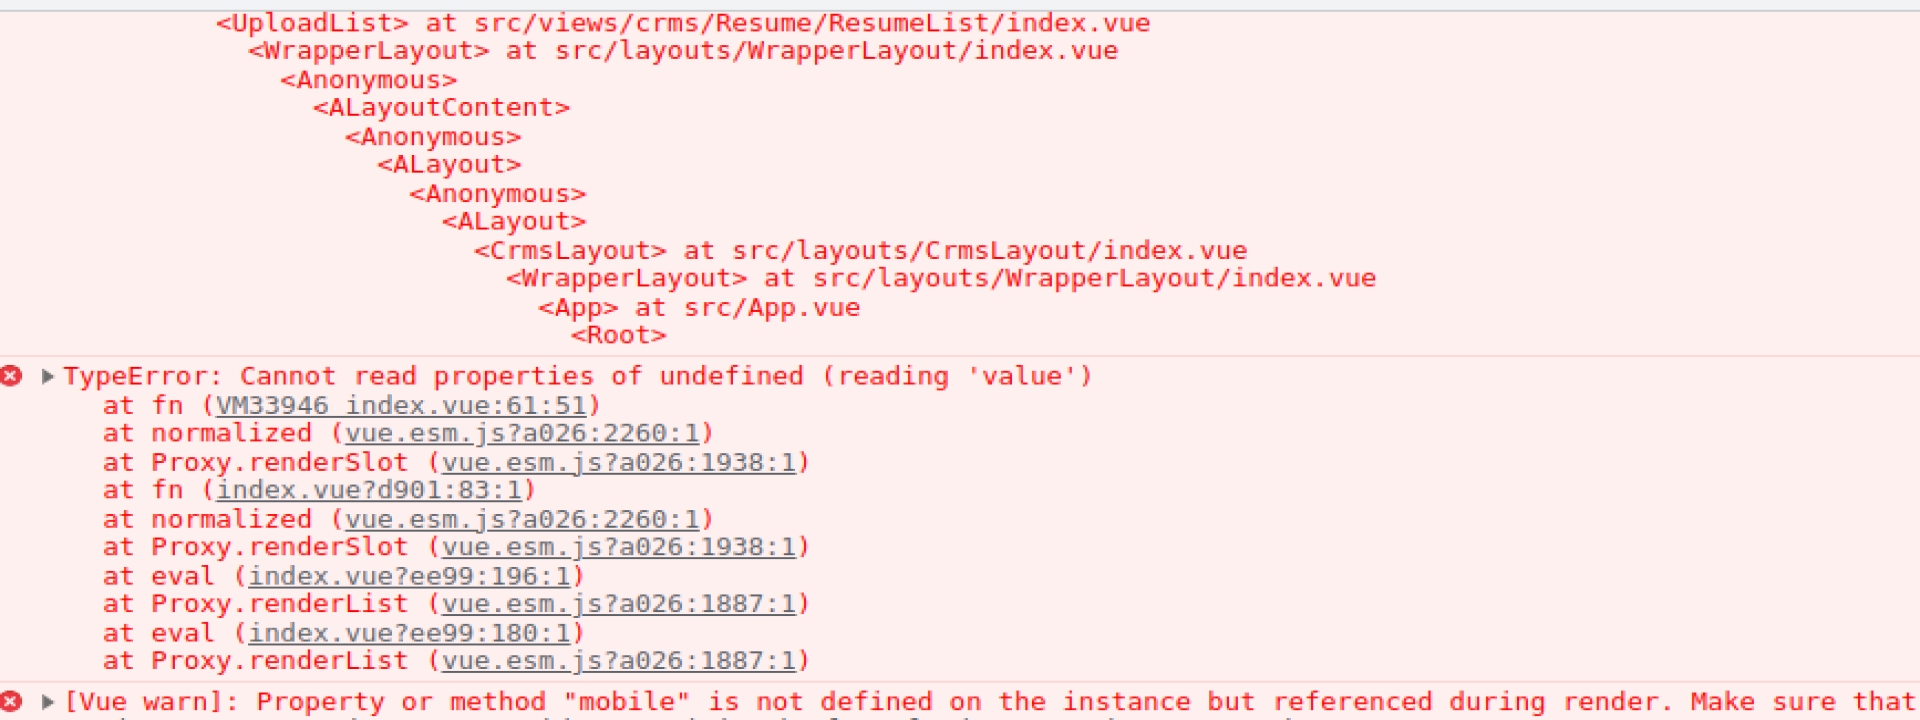 <UploadList> at src/views/crms/Resume/ResumeList/index.vue
<WrapperLayout> at src/layouts/WrapperLayout/index.vue
<Anonymous>
<ALayoutContent>
<Anonymous>
<ALayout>
<Anonymous>
<ALayout>
<CrmsLayout> at src/layouts/CrmsLayout/index.vue
<WrapperLayout> at src/layouts/WrapperLayout/index.vue
<App> at src/App.vue
<Root>
TypeError: Cannot read properties of undefined (reading 'value')
at fn (VM33946 index.vue:61:51)
at normalized (vue.esm.js?a026:2260:1)
at Proxy.renderSlot (vue.esm.js?a026:1938:1)
at fn (index.vue?d901:83:1)
at normalized (vue.esm.js?a026:2260:1)
at Proxy.renderSlot (vue.esm.js?a026:1938:1)
at eval (index.vue?ee99:196:1)
at Proxy.renderList (vue.esm.js?a026:1887:1)
at eval (index.vue?ee99:180:1)
at Proxy.renderList (vue.esm.js?a026:1887:1)
[Vue warn]: Property or method "mobile" is not defined on the instance but referenced during render. Make sure that